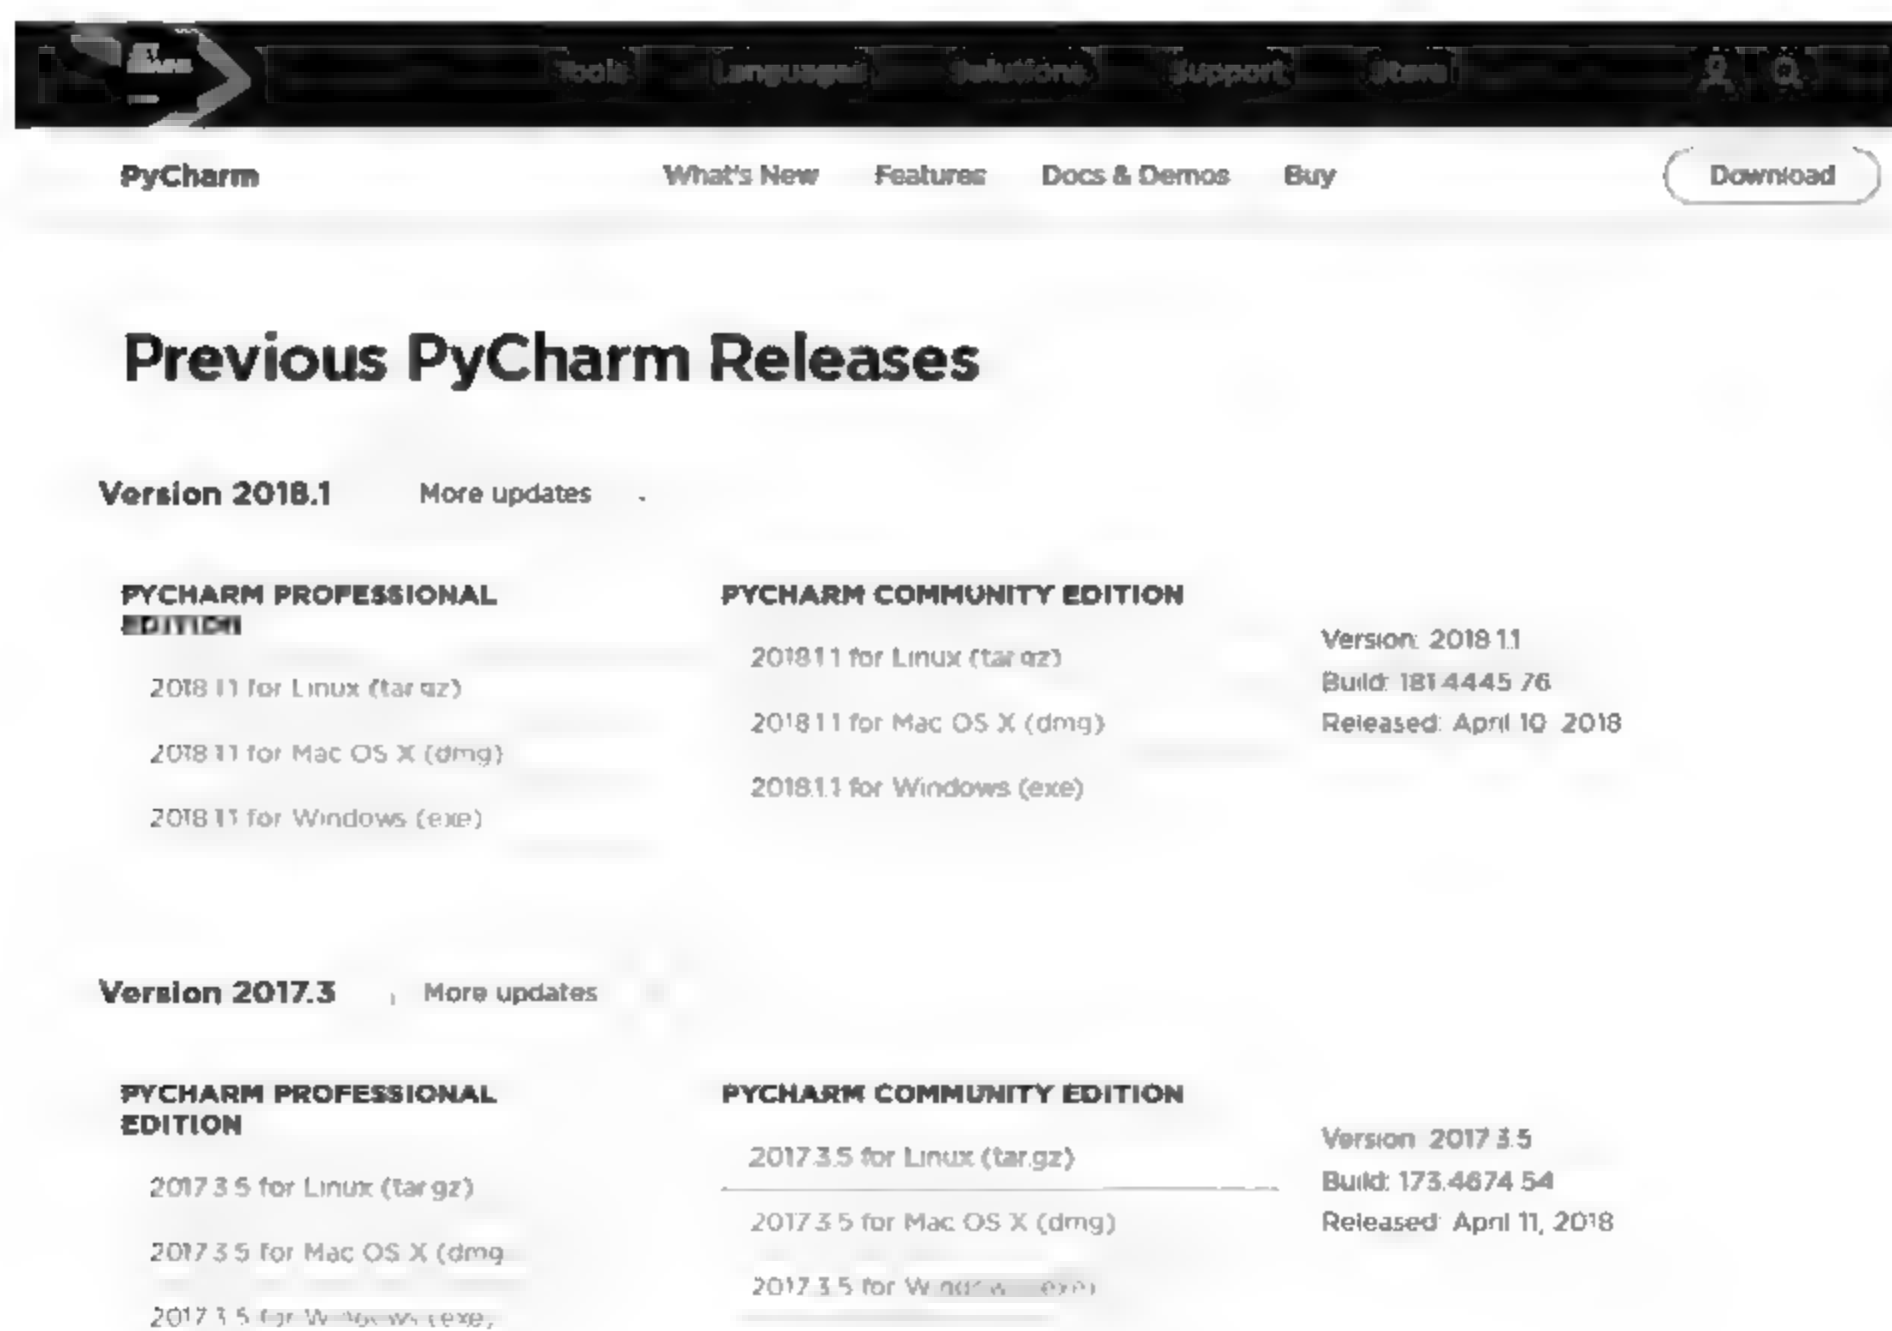 Tools Languages Solutions Support Store
PyCharm What's New Features Docs & Demos Buy Download
Previous PyCharm Releases
Version 2018.1 More updates
PYCHARM PROFESSIONAL
EDITION
2018.1.1 for Linux (tar.gz)
2018.1.1 for Mac OS X (dmg)
2018.1.1 for Windows (exe)
PYCHARM COMMUNITY EDITION
2018.1.1 for Linux (tar.gz)
2018.1.1 for Mac OS X (dmg)
2018.1.1 for Windows (exe)
Version: 2018.1.1
Build: 181.4445.76
Released: April 10, 2018
Version 2017.3 More updates
PYCHARM PROFESSIONAL
EDITION
2017.3.5 for Linux (tar.gz)
2017.3.5 for Mac OS X (dmg
2017.3.5 for Windows (exe)
PYCHARM COMMUNITY EDITION
2017.3.5 for Linux (tar.gz)
2017.3.5 for Mac OS X (dmg)
2017.3.5 for Windows (exe)
Version: 2017.3.5
Build: 173.4674.54
Released: April 11, 2018